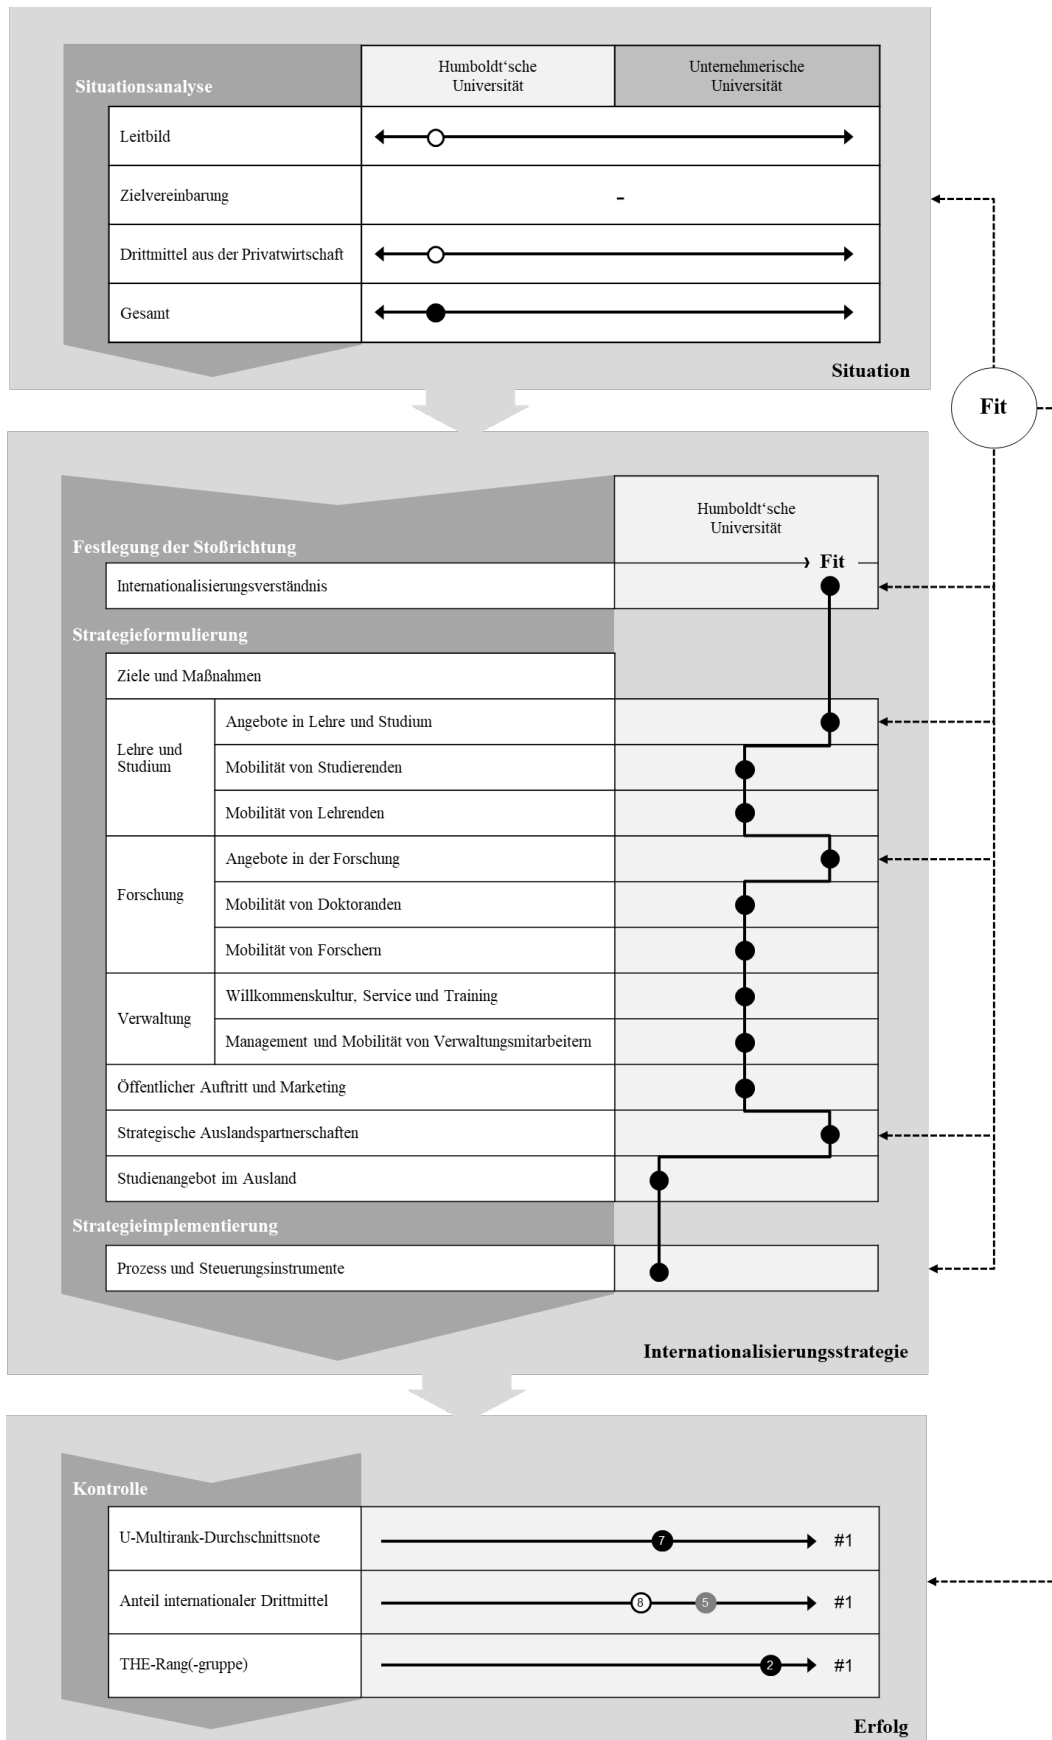 Situationsanalyse
Humboldt‘sche
Universität
Unternehmerische
Universität
Leitbild
Zielvereinbarung
-
Drittmittel aus der Privatwirtschaft
Gesamt
Situation
Fit
Humboldt‘sche
Universität
Festlegung der Stoßrichtung
Fit
Internationalisierungsverständnis
Strategieformulierung
Ziele und Maßnahmen
Lehre und
Studium
Angebote in Lehre und Studium
Mobilität von Studierenden
Mobilität von Lehrenden
Forschung
Angebote in der Forschung
Mobilität von Doktoranden
Mobilität von Forschern
Verwaltung
Willkommenskultur, Service und Training
Management und Mobilität von Verwaltungsmitarbeitern
Öffentlicher Auftritt und Marketing
Strategische Auslandspartnerschaften
Studienangebot im Ausland
Strategieimplementierung
Prozess und Steuerungsinstrumente
Internationalisierungsstrategie
Kontrolle
U-Multirank-Durchschnittsnote
7
#1
Anteil internationaler Drittmittel
8
5
#1
THE-Rang(-gruppe)
2
#1
Erfolg